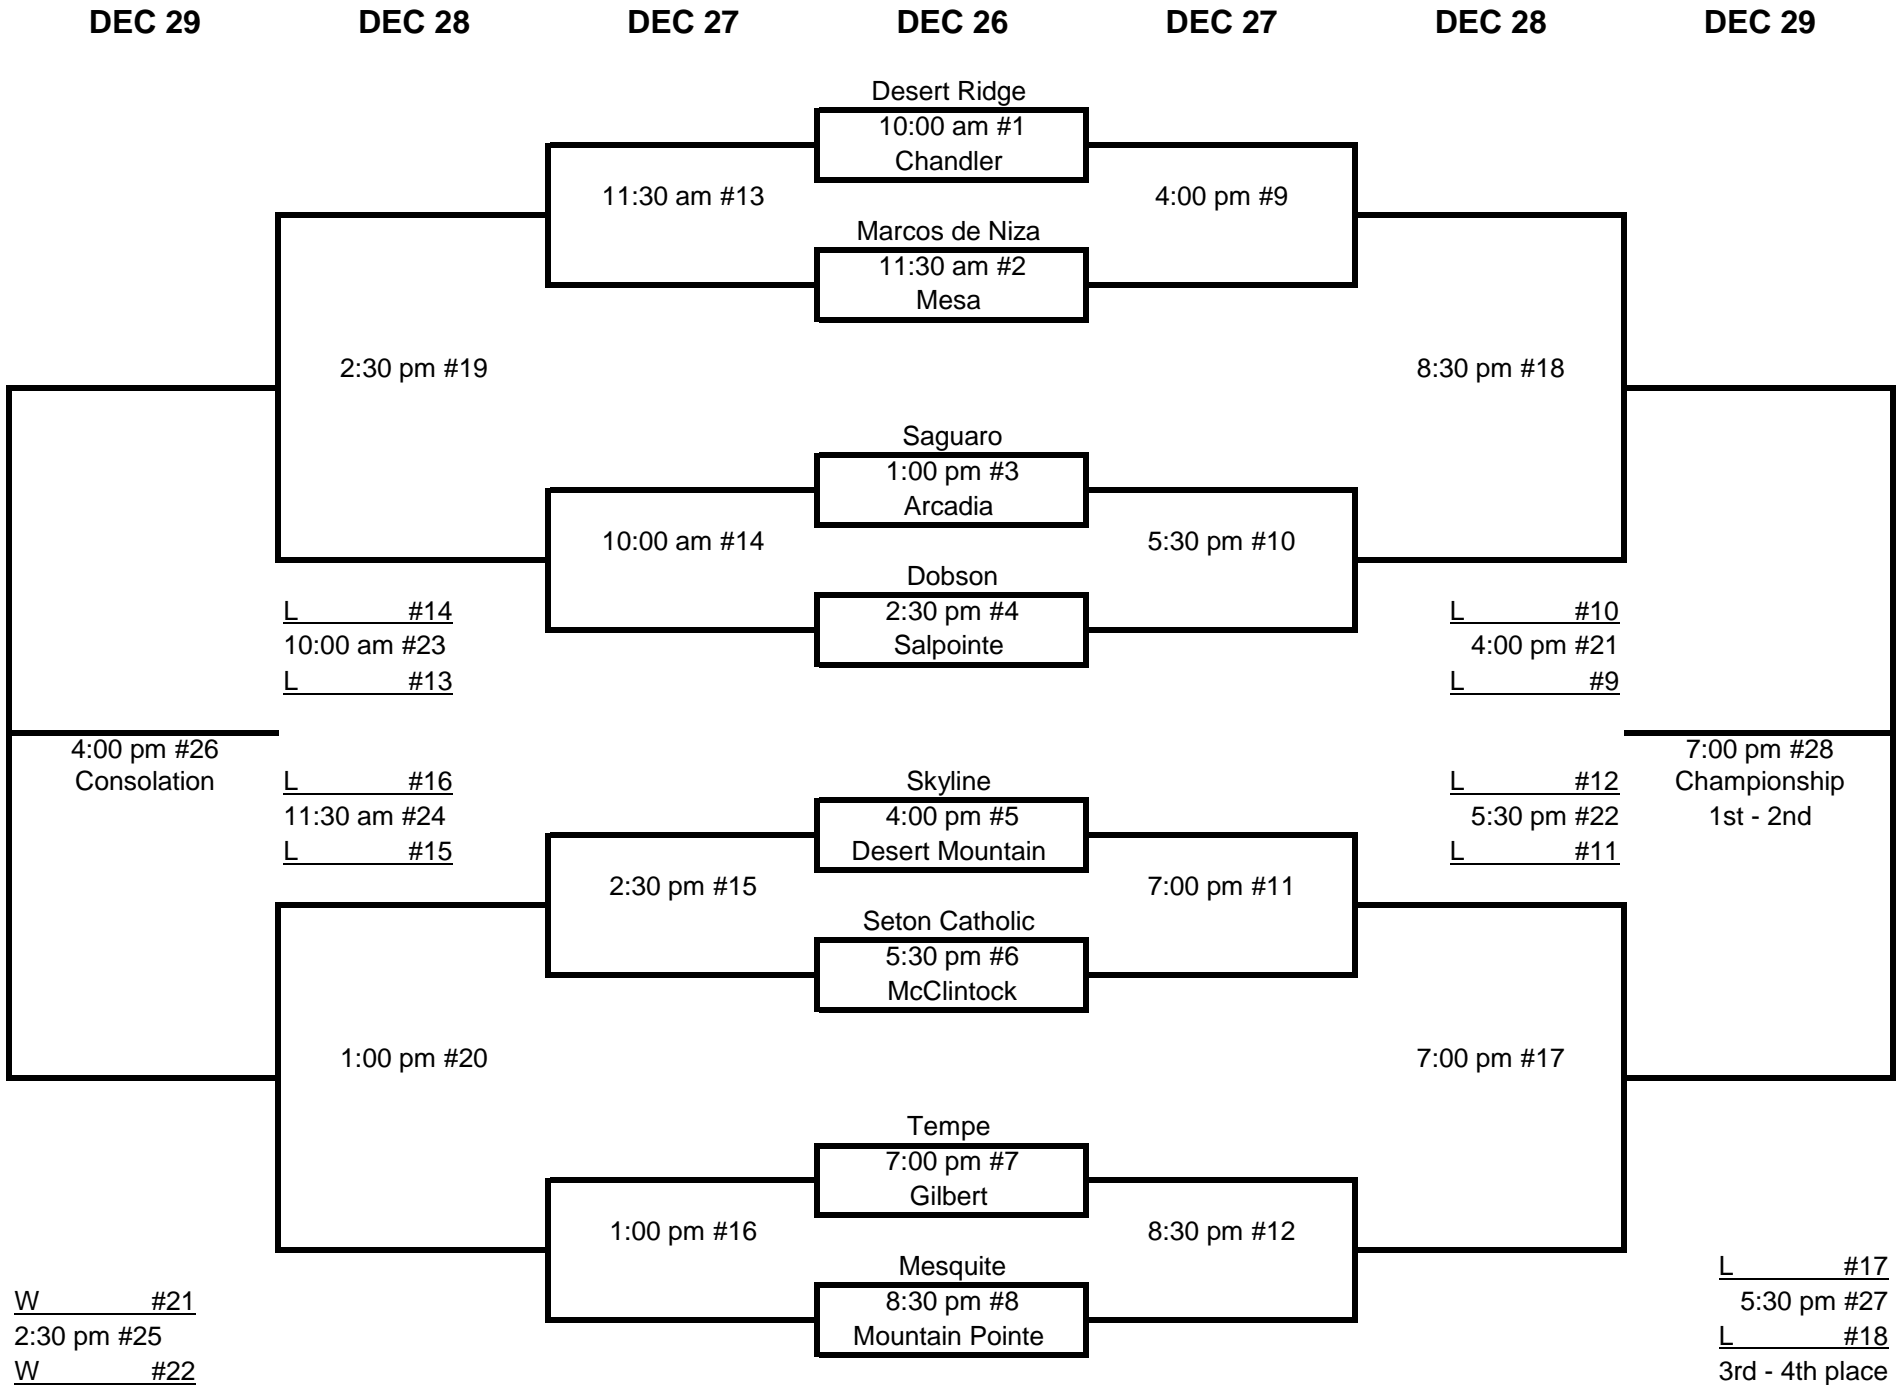 DEC 29 DEC 28 DEC 27 DEC 26 DEC 27 DEC 28 DEC 29
Desert Ridge
10:00 am #1
Chandler
11:30 am #13 4:00 pm #9
Marcos de Niza
11:30 am #2
Mesa
2:30 pm #19 8:30 pm #18
Saguaro
1:00 pm #3
Arcadia
10:00 am #14 5:30 pm #10
Dobson
L #14 2:30 pm #4 L #10
10:00 am #23 Salpointe 4:00 pm #21
L #13 L #9
4:00 pm #26 7:00 pm #28
Consolation L #16 Skyline L #12 Championship
11:30 am #24 4:00 pm #5 5:30 pm #22 1st - 2nd
L #15 Desert Mountain L #11
2:30 pm #15 7:00 pm #11
Seton Catholic
5:30 pm #6
McClintock
1:00 pm #20 7:00 pm #17
Tempe
7:00 pm #7
Gilbert
1:00 pm #16 8:30 pm #12
Mesquite L #17
W #21 8:30 pm #8 5:30 pm #27
2:30 pm #25 Mountain Pointe L #18
W #22 3rd - 4th place